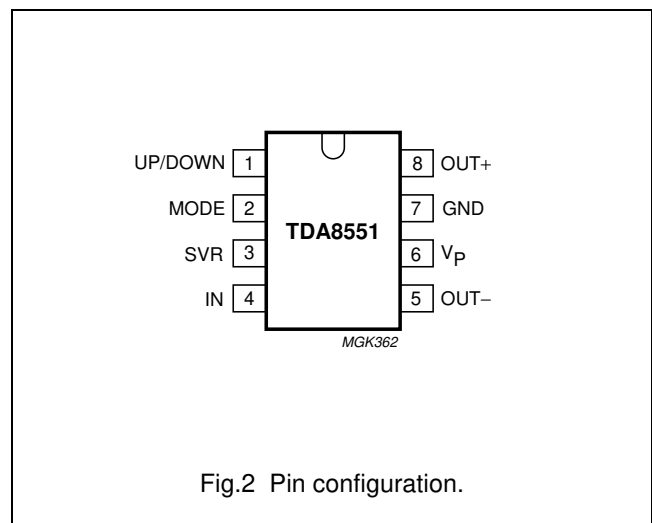 UP/DOWN 1 8 OUT+
MODE 2 7 GND
TDA8551
SVR 3 6 VP
IN 4 5 OUT−
MGK362
Fig.2 Pin configuration.